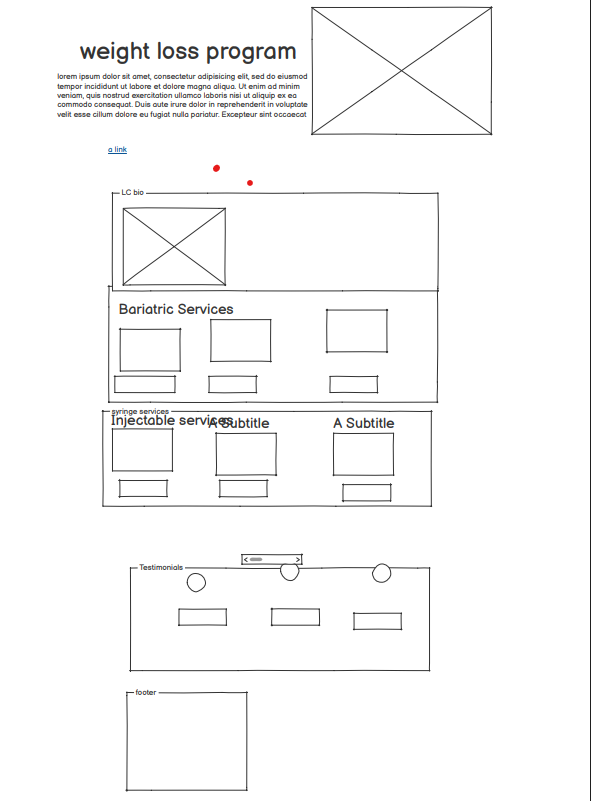 weight loss program
lorem ipsum dolor sit amet, consectetur adipisicing elit, sed do eiusmod
tempor incididunt ut labore et dolore magna aliqua. Ut enim ad minim
veniam, quis nostrud exercitation ullamco laboris nisi ut aliquip ex ea
commodo consequat. Duis aute irure dolor in reprehenderit in voluptate
velit esse cillum dolore eu fugiat nulla pariatur. Excepteur sint occaecat
a link
LC bio
Bariatric Services
syringe services
Injectable services
A Subtitle
A Subtitle
Testimonials
footer